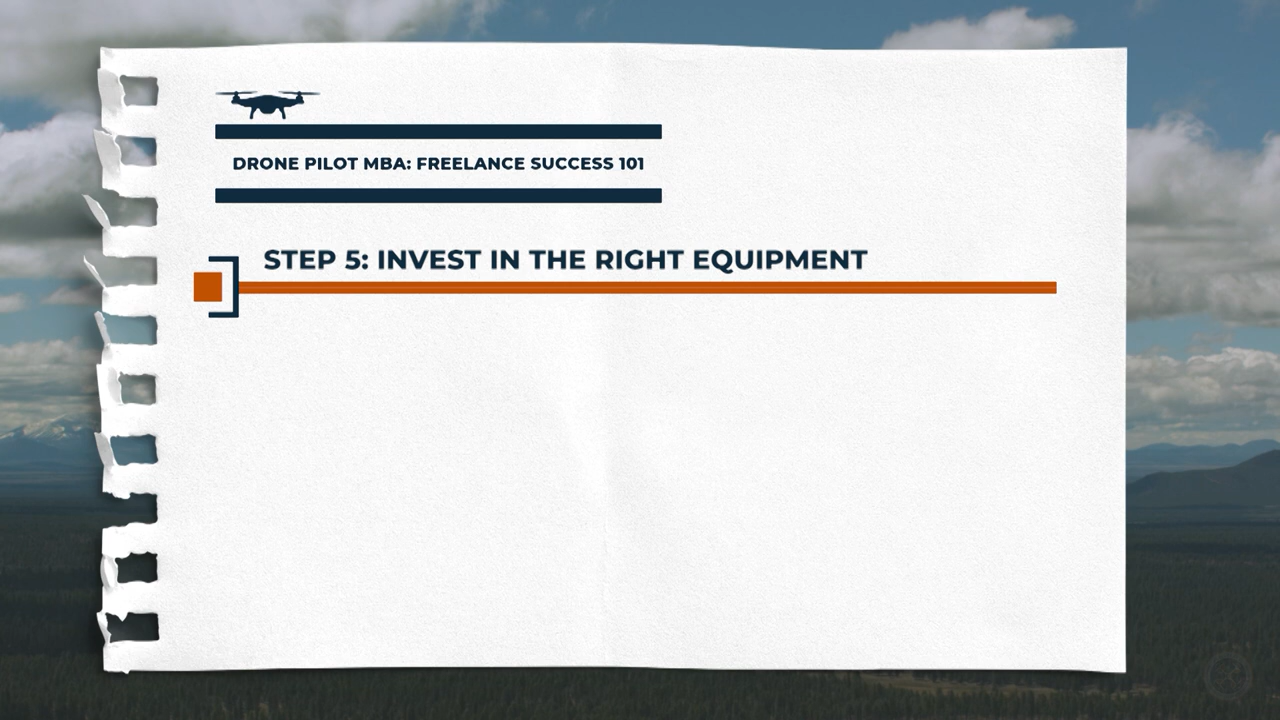 DRONE PILOT MBA: FREELANCE SUCCESS 101
STEP 5: INVEST IN THE RIGHT EQUIPMENT